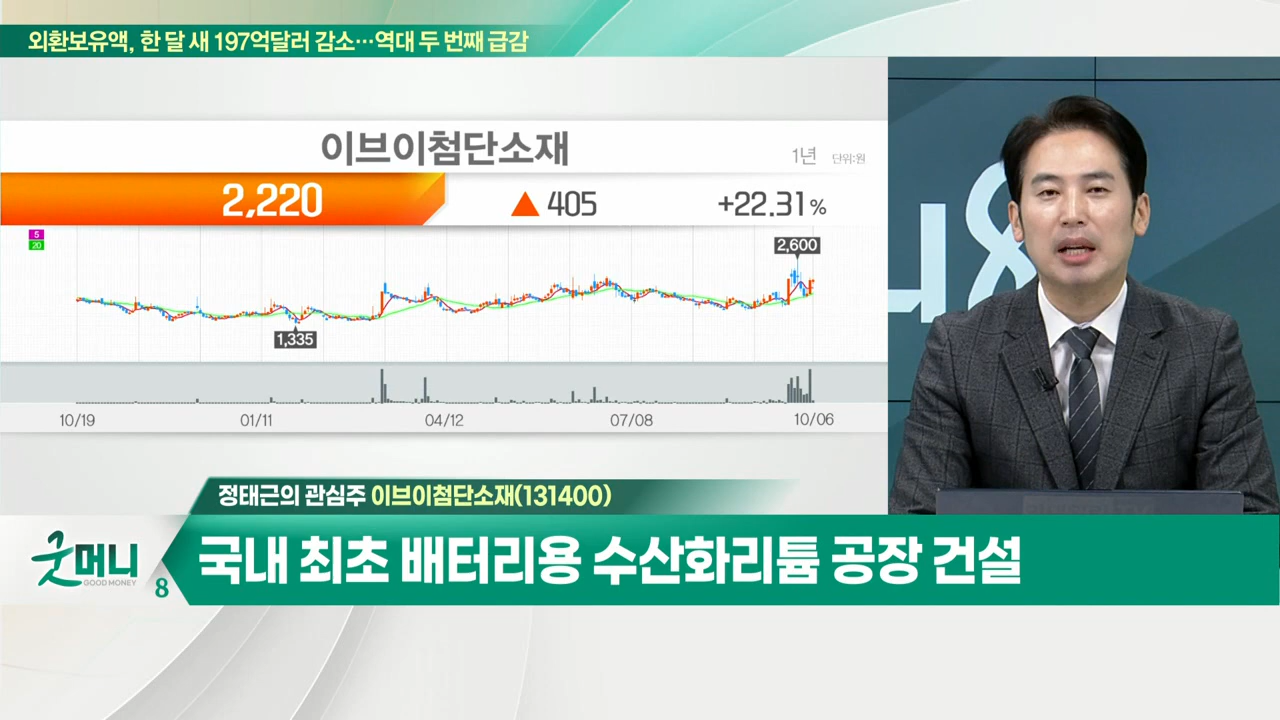 외환보유액, 한 달 새 197억달러 감소…역대 두 번째 급감
이브이첨단소재
1년 단위:원
2,220 ▲ 405 +22.31%
5
20
2,600
1,335
10/19 01/11 04/12 07/08 10/06
정태근의 관심주 이브이첨단소재(131400)
굿머니
GOOD MONEY
8
국내 최초 배터리용 수산화리튬 공장 건설